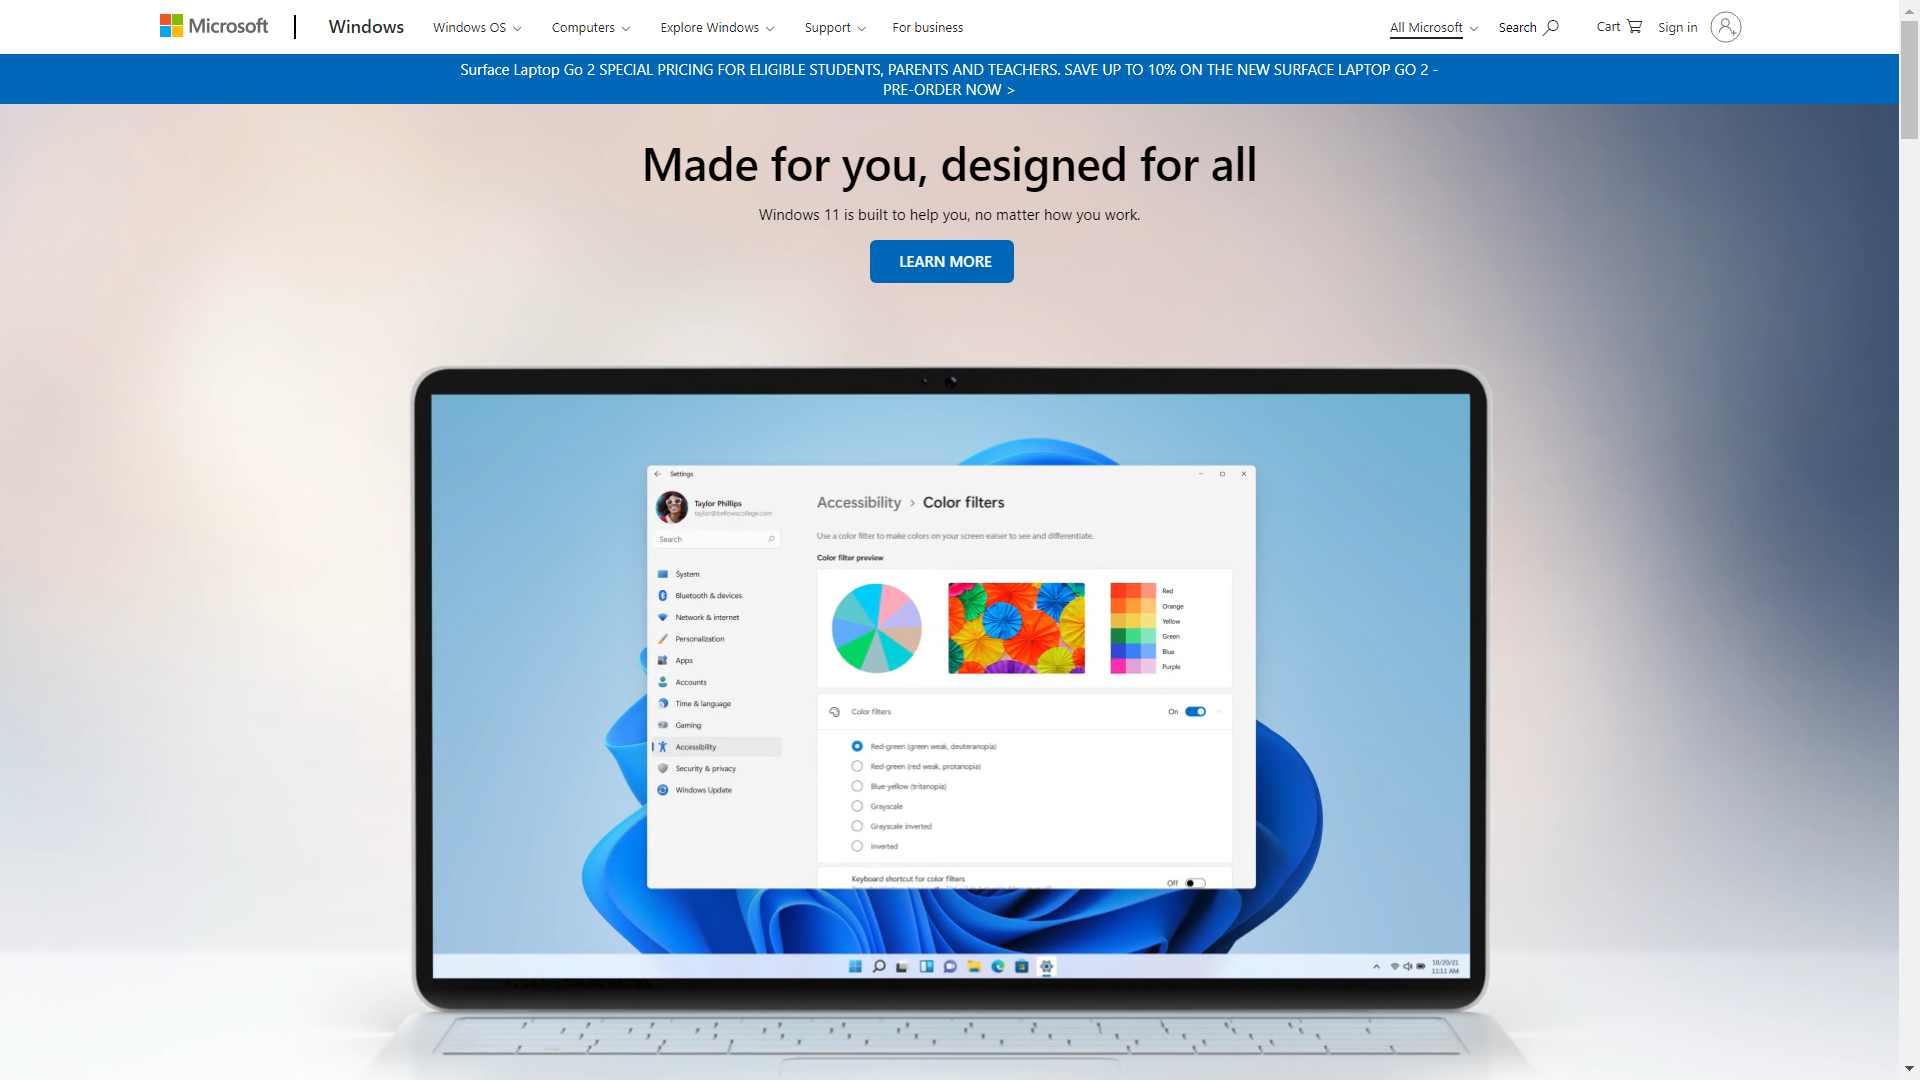 Microsoft
Windows
Windows OS
Computers
Explore Windows
Support
For business
All Microsoft
Search
Cart
Sign in
Surface Laptop Go 2 SPECIAL PRICING FOR ELIGIBLE STUDENTS, PARENTS AND TEACHERS. SAVE UP TO 10% ON THE NEW SURFACE LAPTOP GO 2 -
PRE-ORDER NOW >
Made for you, designed for all
Windows 11 is built to help you, no matter how you work.
LEARN MORE
Settings
Taylor Phillips
taylor@bellowscollege.com
Search
System
Bluetooth & devices
Network & internet
Personalization
Apps
Accounts
Time & language
Gaming
Accessibility
Security & privacy
Windows Update
Accessibility > Color filters
Use a color filter to make colors on your screen eaiser to see and differentiate.
Color filter preview
Red
Orange
Yellow
Green
Blue
Purple
Color filters
On
Red-green (green weak, deuteranopia)
Red-green (red weak, protanopia)
Blue-yellow (tritanopia)
Grayscale
Grayscale inverted
Inverted
Keyboard shortcut for color filters
Off
10/20/21
11:11 AM